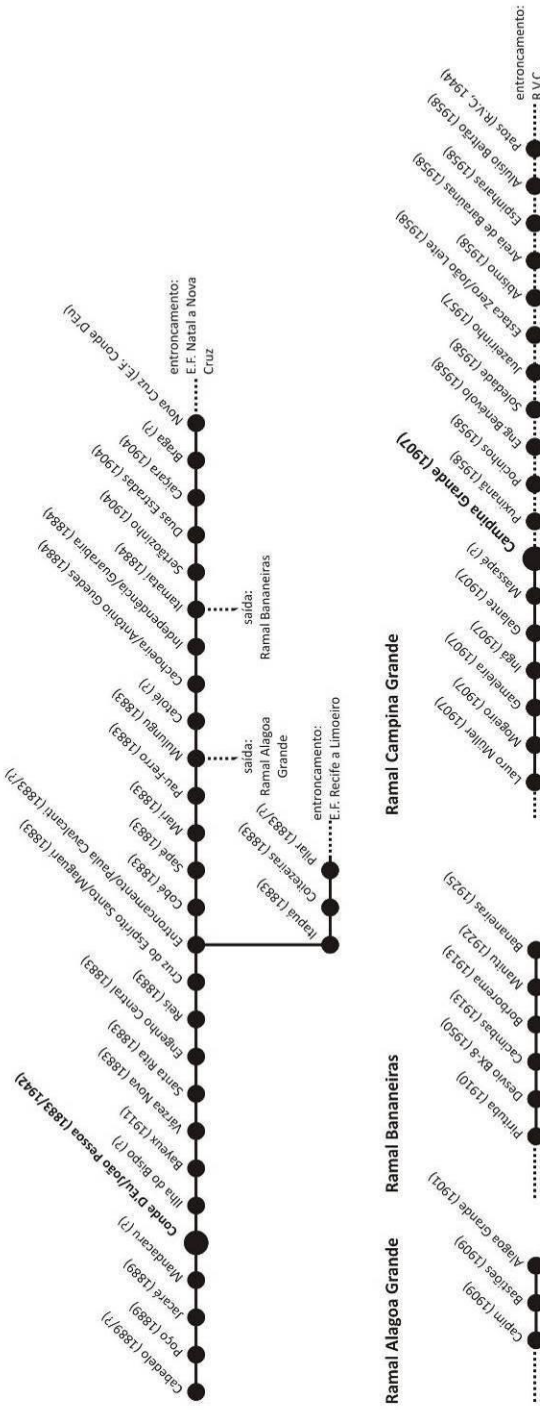 Cabedelo (1889/?)
Poço (1889)
Jacaré (1889)
Mandacaru (?)
Conde D'Eu/João Pessoa (1883/1942)
Ilha do Bispo (?)
Bayeux (1911)
Varzea Nova (1883)
Santa Rita (1883)
Engenho Central (1883)
Reis (1883)
Cruz do Espírito Santo/Maguari (1883)
Entroncamento/Paula Cavalcanti (1883/?)
Cobé (1883)
Sapé (1883)
Mari (1883)
Pau-Ferro (1883)
Mulungu (1883)
Catolé (?)
Cachoeira/Antônio Guedes (1884)
Independência/Guarabira (1884)
Itamatai (1884)
Sertãozinho (1904)
Duas Estradas (1904)
Caiçara (1904)
Braga (?)
Nova Cruz (E.F. Conde D'Eu)
entroncamento:
E.F. Natal a Nova
Cruz
saída:
Ramal Alagoa
Grande
saída:
Ramal Bananeiras
Itapuá (1883)
Coitezeiras (1883)
Pilar (1883/?)
entroncamento:
E.F. Recife a Limoeiro
Ramal Alagoa Grande
Capim (1909)
Bastiões (1909)
Alagoa Grande (1901)
Ramal Bananeiras
Pirituba (1910)
Desvio BX-8 (1950)
Cacimbas (1913)
Borborema (1913)
Manitu (1922)
Bananeiras (1925)
Ramal Campina Grande
Lauro Müller (1907)
Mogeiro (1907)
Gameleira (1907)
Ingá (1907)
Galante (1907)
Massapé (?)
Campina Grande (1907)
Puxinanã (1958)
Pocinhos (1958)
Eng. Benévolo (1958)
Soledade (1958)
Juazeirinho (1957)
Estaca Zero/João Leite (1958)
Abismo (1958)
Areia de Baraúnas (1958)
Espinharas (1958)
Aluísio Beltrão (1958)
Patos (R.V.C, 1944)
entroncamento:
R.V.C